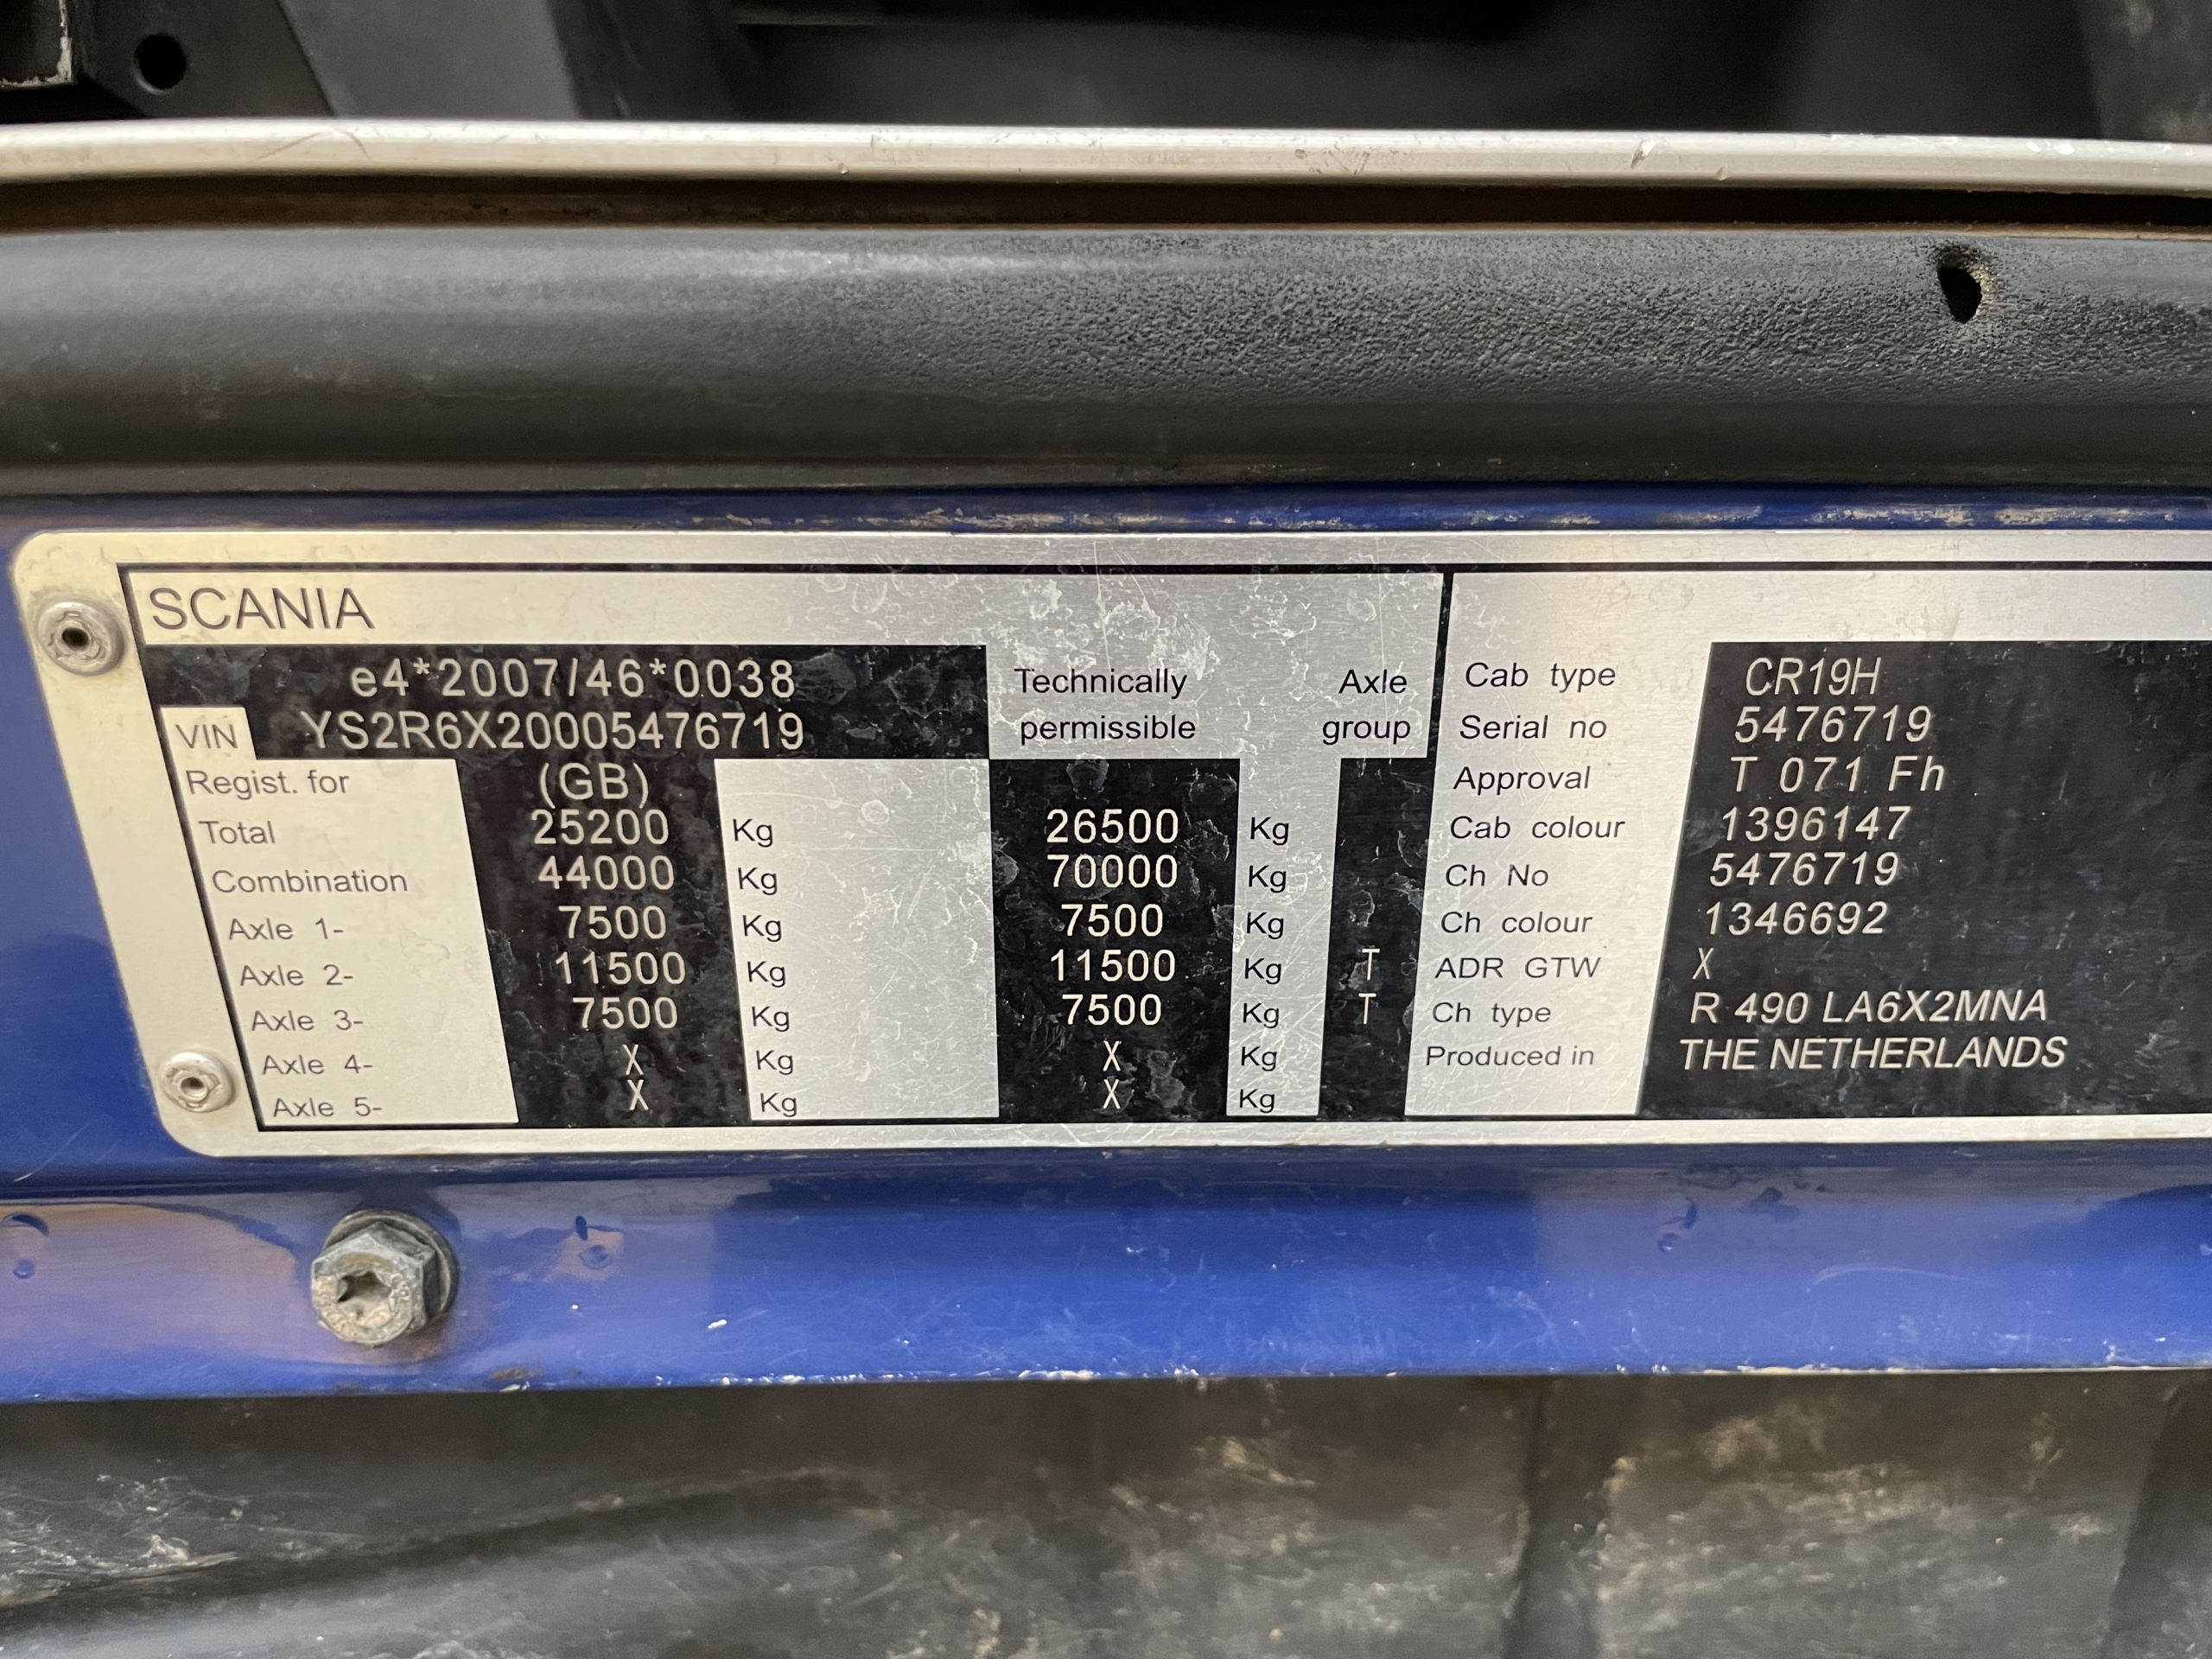 SCANIA
e4*2007/46*0038
VIN YS2R6X20005476719
Technically permissible
Axle group
Regist. for (GB)
Total 25200 Kg 26500 Kg
Combination 44000 Kg 70000 Kg
Axle 1- 7500 Kg 7500 Kg
Axle 2- 11500 Kg 11500 Kg T
Axle 3- 7500 Kg 7500 Kg T
Axle 4- X Kg X Kg
Axle 5- X Kg X Kg
Cab type CR19H
Serial no 5476719
Approval T 071 Fh
Cab colour 1396147
Ch No 5476719
Ch colour 1346692
ADR GTW X
Ch type R 490 LA6X2MNA
Produced in THE NETHERLANDS